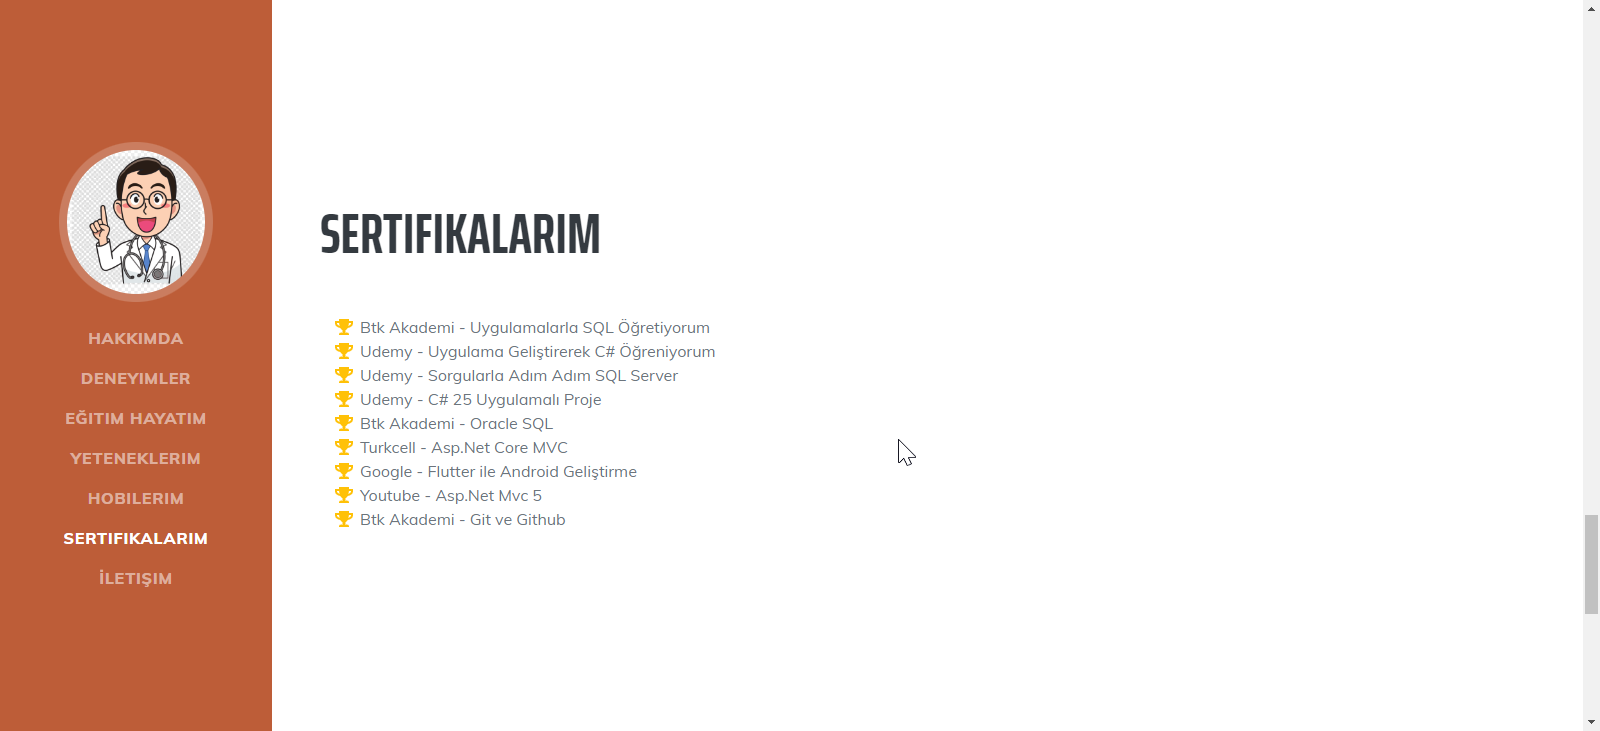 HAKKIMDA
DENEYIMLER
EĞITIM HAYATIM
YETENEKLERIM
HOBILERIM
SERTIFIKALARIM
İLETIŞIM
SERTIFIKALARIM
Btk Akademi - Uygulamalarla SQL Öğretiyorum
Udemy - Uygulama Geliştirerek C# Öğreniyorum
Udemy - Sorgularla Adım Adım SQL Server
Udemy - C# 25 Uygulamalı Proje
Btk Akademi - Oracle SQL
Turkcell - Asp.Net Core MVC
Google - Flutter ile Android Geliştirme
Youtube - Asp.Net Mvc 5
Btk Akademi - Git ve Github